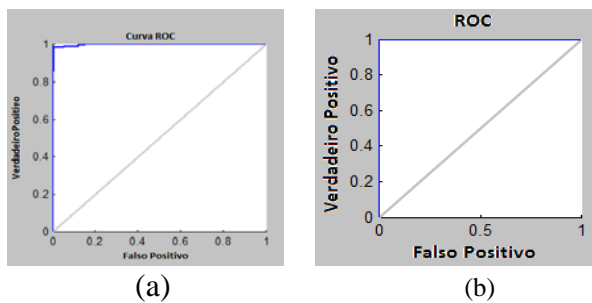 Curva ROC
1
0.8
0.6
0.4
0.2
0
VerdadeiroPositivo
0 0.2 0.4 0.6 0.8 1
Falso Positivo
(a)
ROC
1
0.8
0.6
0.4
0.2
0
Verdadeiro Positivo
0 0.5 1
Falso Positivo
(b)